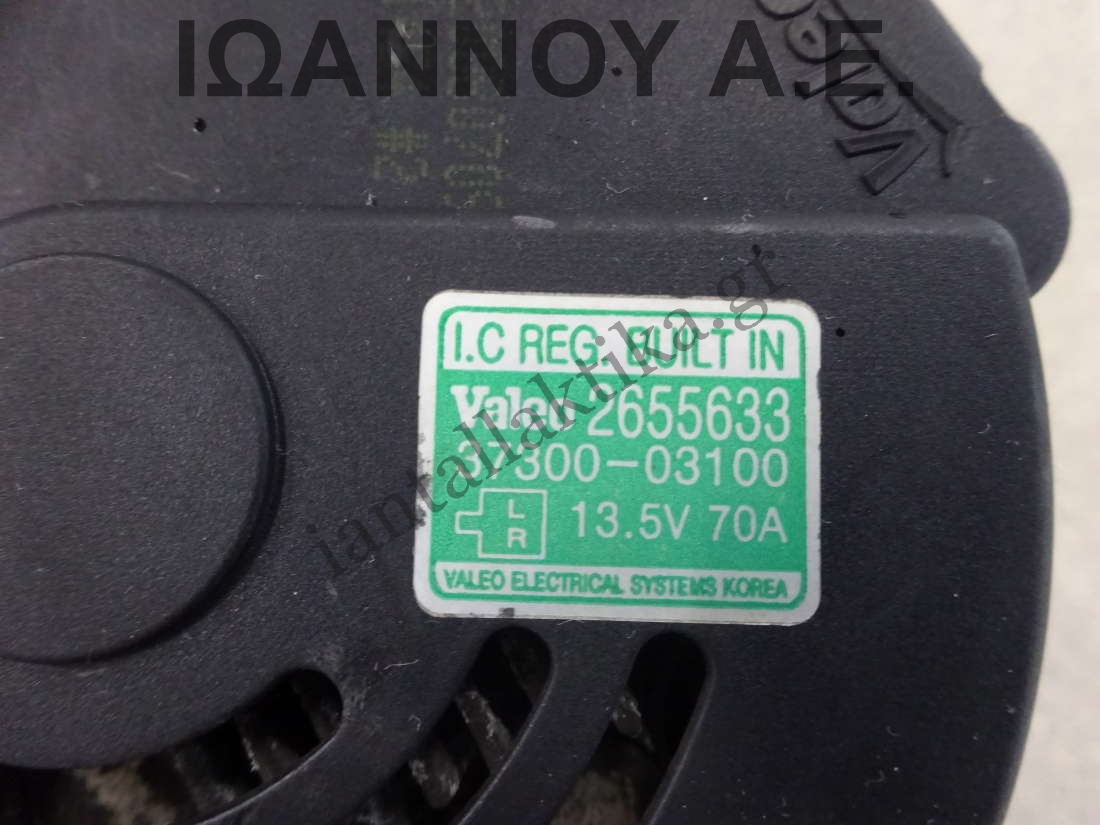 ΙΩΑΝΝΟΥ Α.Ε.
Valeo
I.C REG. BUILT IN
Valeo 2655633
37300-03100
L
R
13.5V 70A
VALEO ELECTRICAL SYSTEMS KOREA
iantallaktika.gr